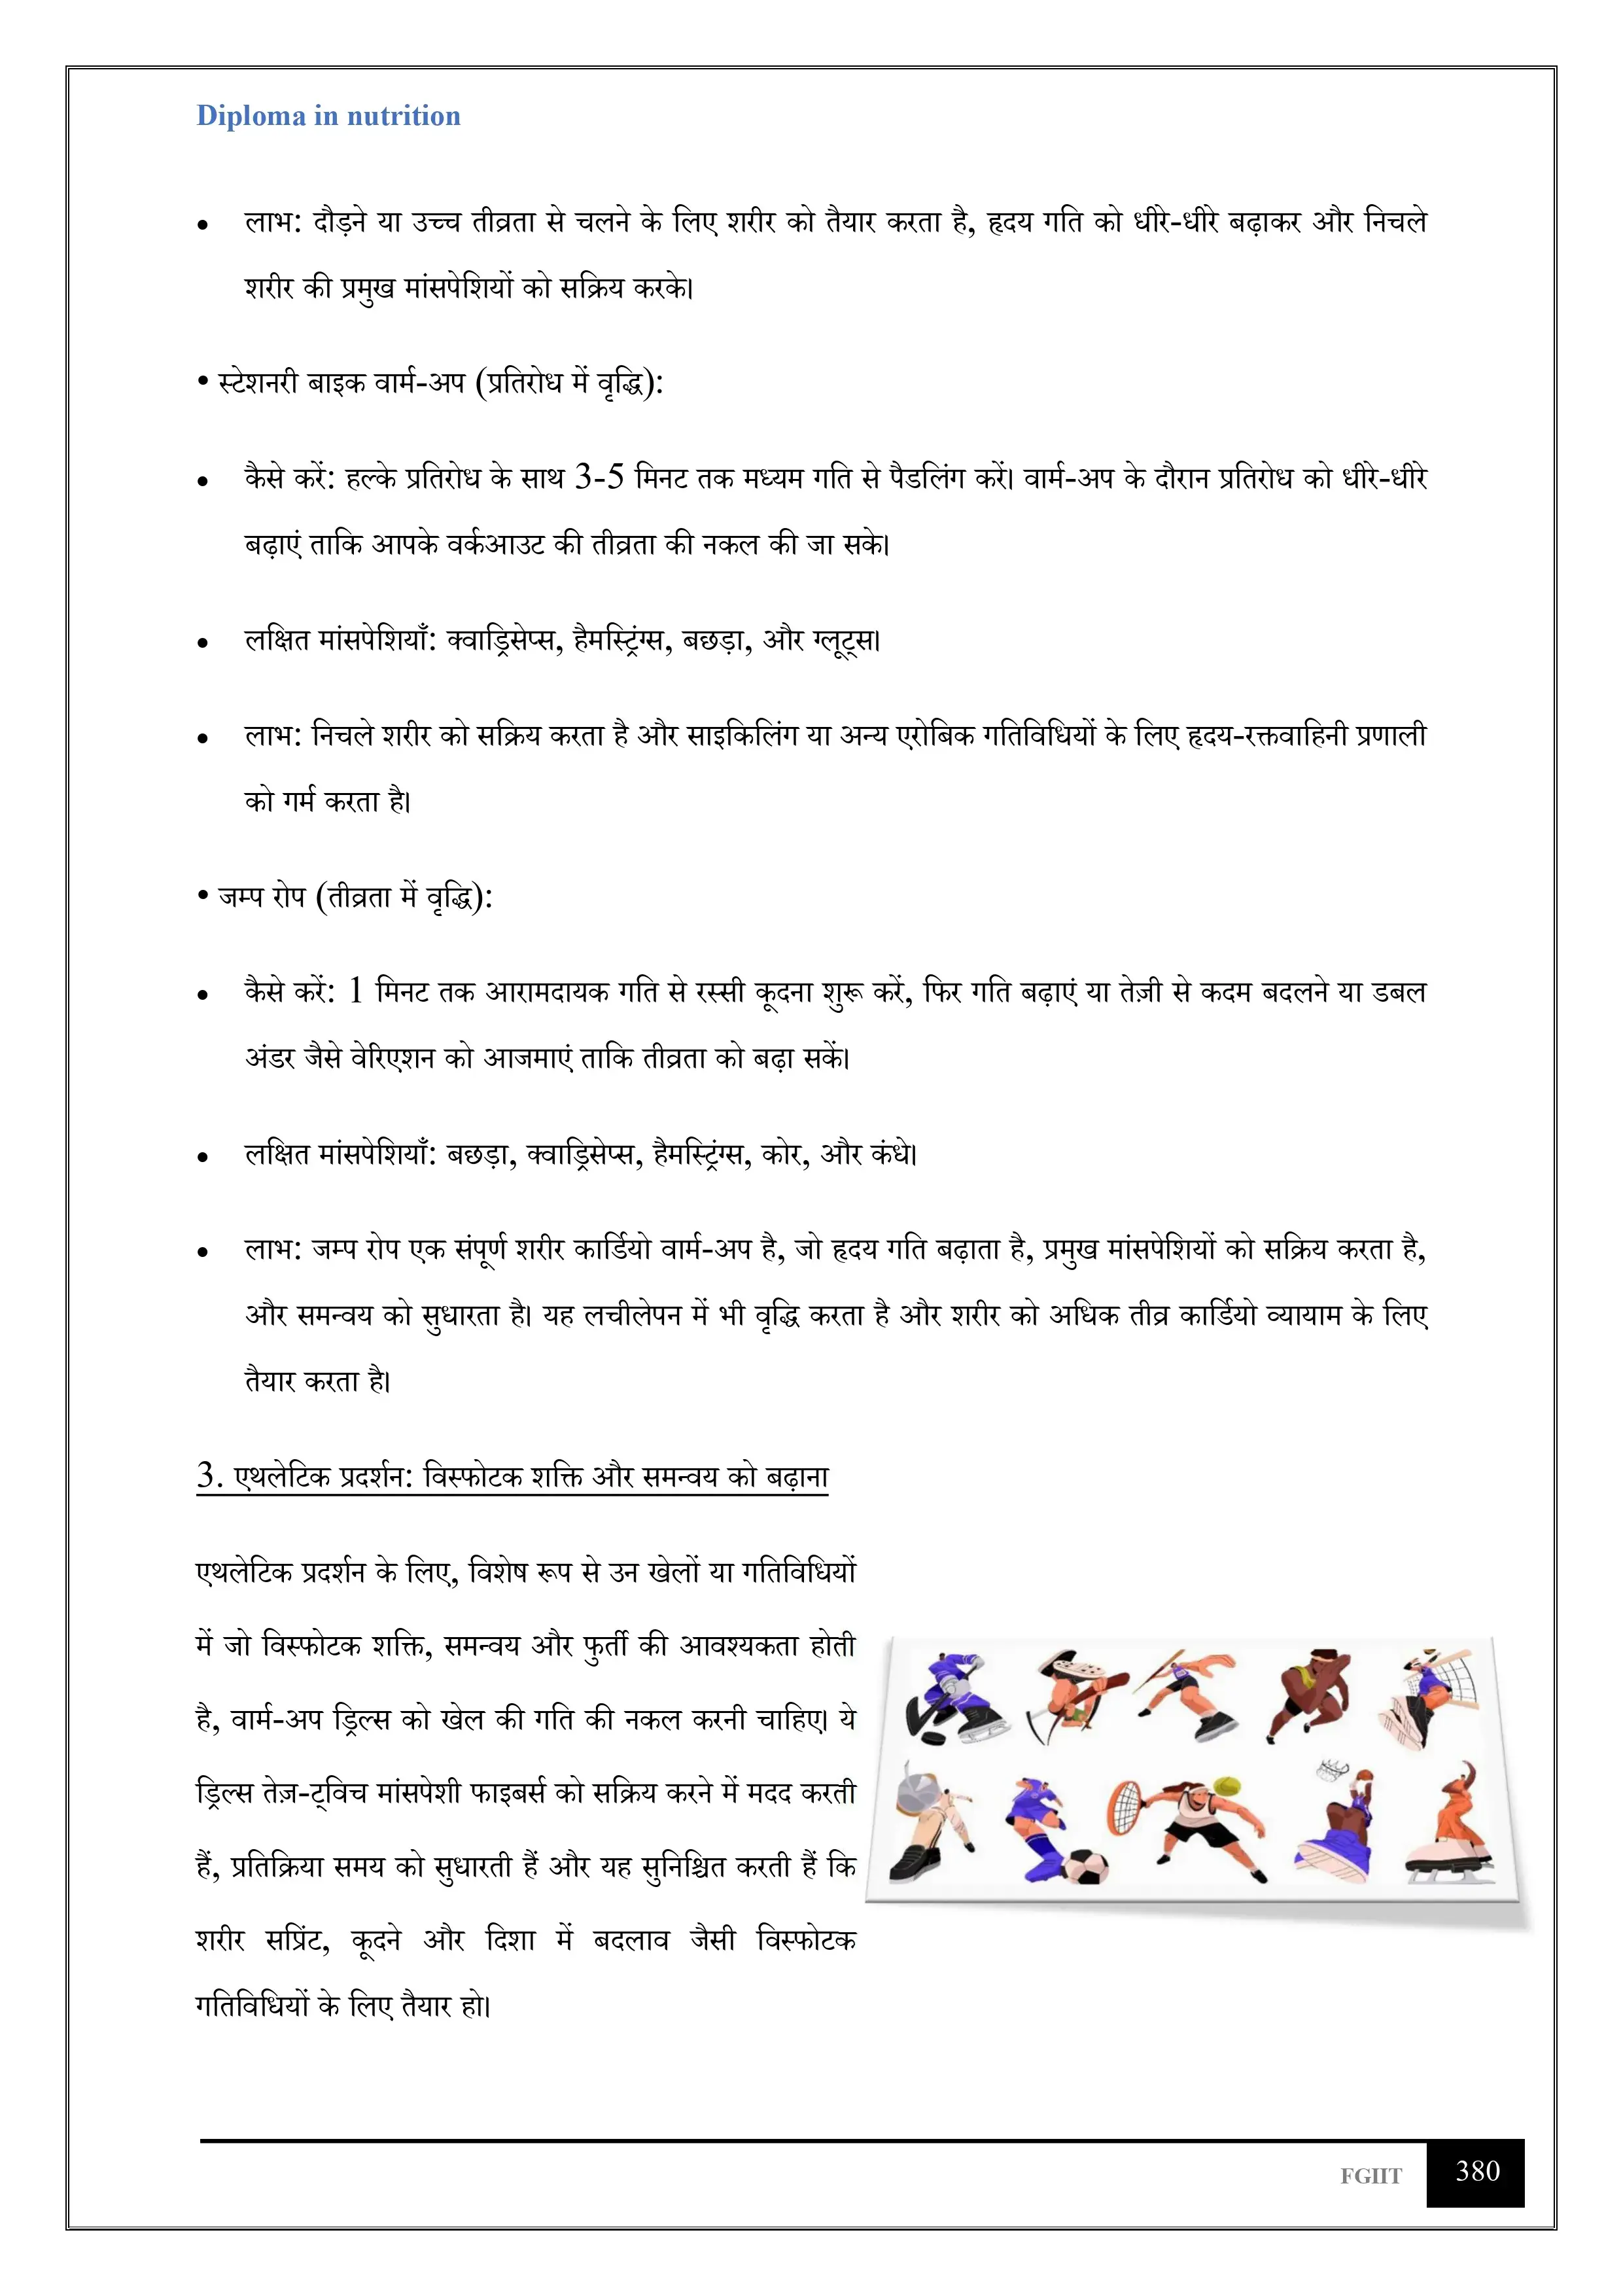 Diploma in nutrition
• लाभ: दौड़ने या उच्च तीव्रता से चलने के लिए शरीर को तैयार करता है, हृदय गति को धीरे-धीरे बढ़ाकर और निचले
शरीर की प्रमुख मांसपेशियों को सक्रिय करके।
• स्टेशनरी बाइक वार्म-अप (प्रतिरोध में वृद्धि):
• कैसे करें: हल्के प्रतिरोध के साथ 3-5 मिनट तक मध्यम गति से पैडलिंग करें। वार्म-अप के दौरान प्रतिरोध को धीरे-धीरे
बढ़ाएं ताकि आपके वर्कआउट की तीव्रता की नकल की जा सके।
• लक्षित मांसपेशियाँ: क्वाड्रिसेप्स, हैमस्ट्रिंग्स, बछड़ा, और ग्लूट्स।
• लाभ: निचले शरीर को सक्रिय करता है और साइकिलिंग या अन्य एरोबिक गतिविधियों के लिए हृदय-रक्तवाहिनी प्रणाली
को गर्म करता है।
• जम्प रोप (तीव्रता में वृद्धि):
• कैसे करें: 1 मिनट तक आरामदायक गति से रस्सी कूदना शुरू करें, फिर गति बढ़ाएं या तेज़ी से कदम बदलने या डबल
अंडर जैसे वेरिएशन को आजमाएं ताकि तीव्रता को बढ़ा सकें।
• लक्षित मांसपेशियाँ: बछड़ा, क्वाड्रिसेप्स, हैमस्ट्रिंग्स, कोर, और कंधे।
• लाभ: जम्प रोप एक संपूर्ण शरीर कार्डियो वार्म-अप है, जो हृदय गति बढ़ाता है, प्रमुख मांसपेशियों को सक्रिय करता है,
और समन्वय को सुधारता है। यह लचीलेपन में भी वृद्धि करता है और शरीर को अधिक तीव्र कार्डियो व्यायाम के लिए
तैयार करता है।
3. एथलेटिक प्रदर्शन: विस्फोटक शक्ति और समन्वय को बढ़ाना
एथलेटिक प्रदर्शन के लिए, विशेष रूप से उन खेलों या गतिविधियों
में जो विस्फोटक शक्ति, समन्वय और फुर्ती की आवश्यकता होती
है, वार्म-अप ड्रिल्स को खेल की गति की नकल करनी चाहिए। ये
ड्रिल्स तेज़-ट्विच मांसपेशी फाइबर्स को सक्रिय करने में मदद करती
हैं, प्रतिक्रिया समय को सुधारती हैं और यह सुनिश्चित करती हैं कि
शरीर स्प्रिंट, कूदने और दिशा में बदलाव जैसी विस्फोटक
गतिविधियों के लिए तैयार हो।
FGIIT 380